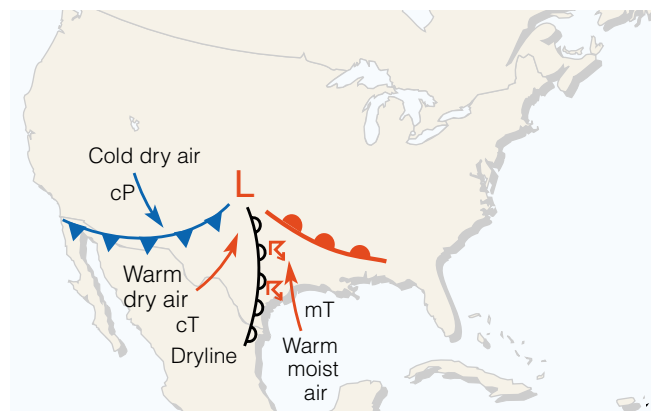 Cold dry air
cP
L
Warm
dry air
cT
Dryline
mT
Warm
moist
air